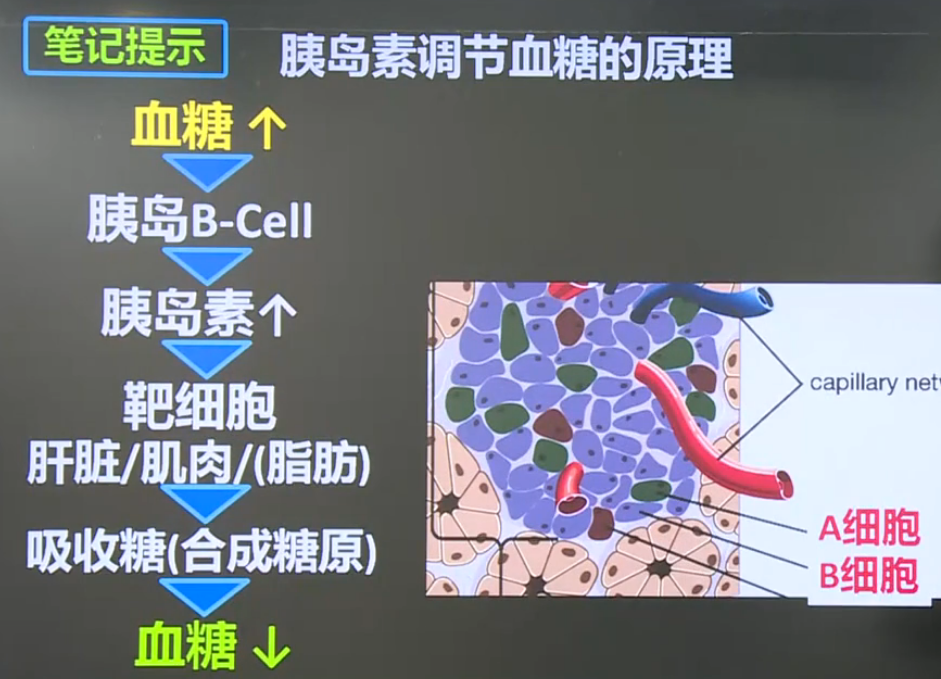 笔记提示
胰岛素调节血糖的原理
血糖↑
胰岛B-Cell
胰岛素↑
靶细胞
肝脏/肌肉/(脂肪)
吸收糖(合成糖原)
血糖↓
capillary
A细胞
B细胞